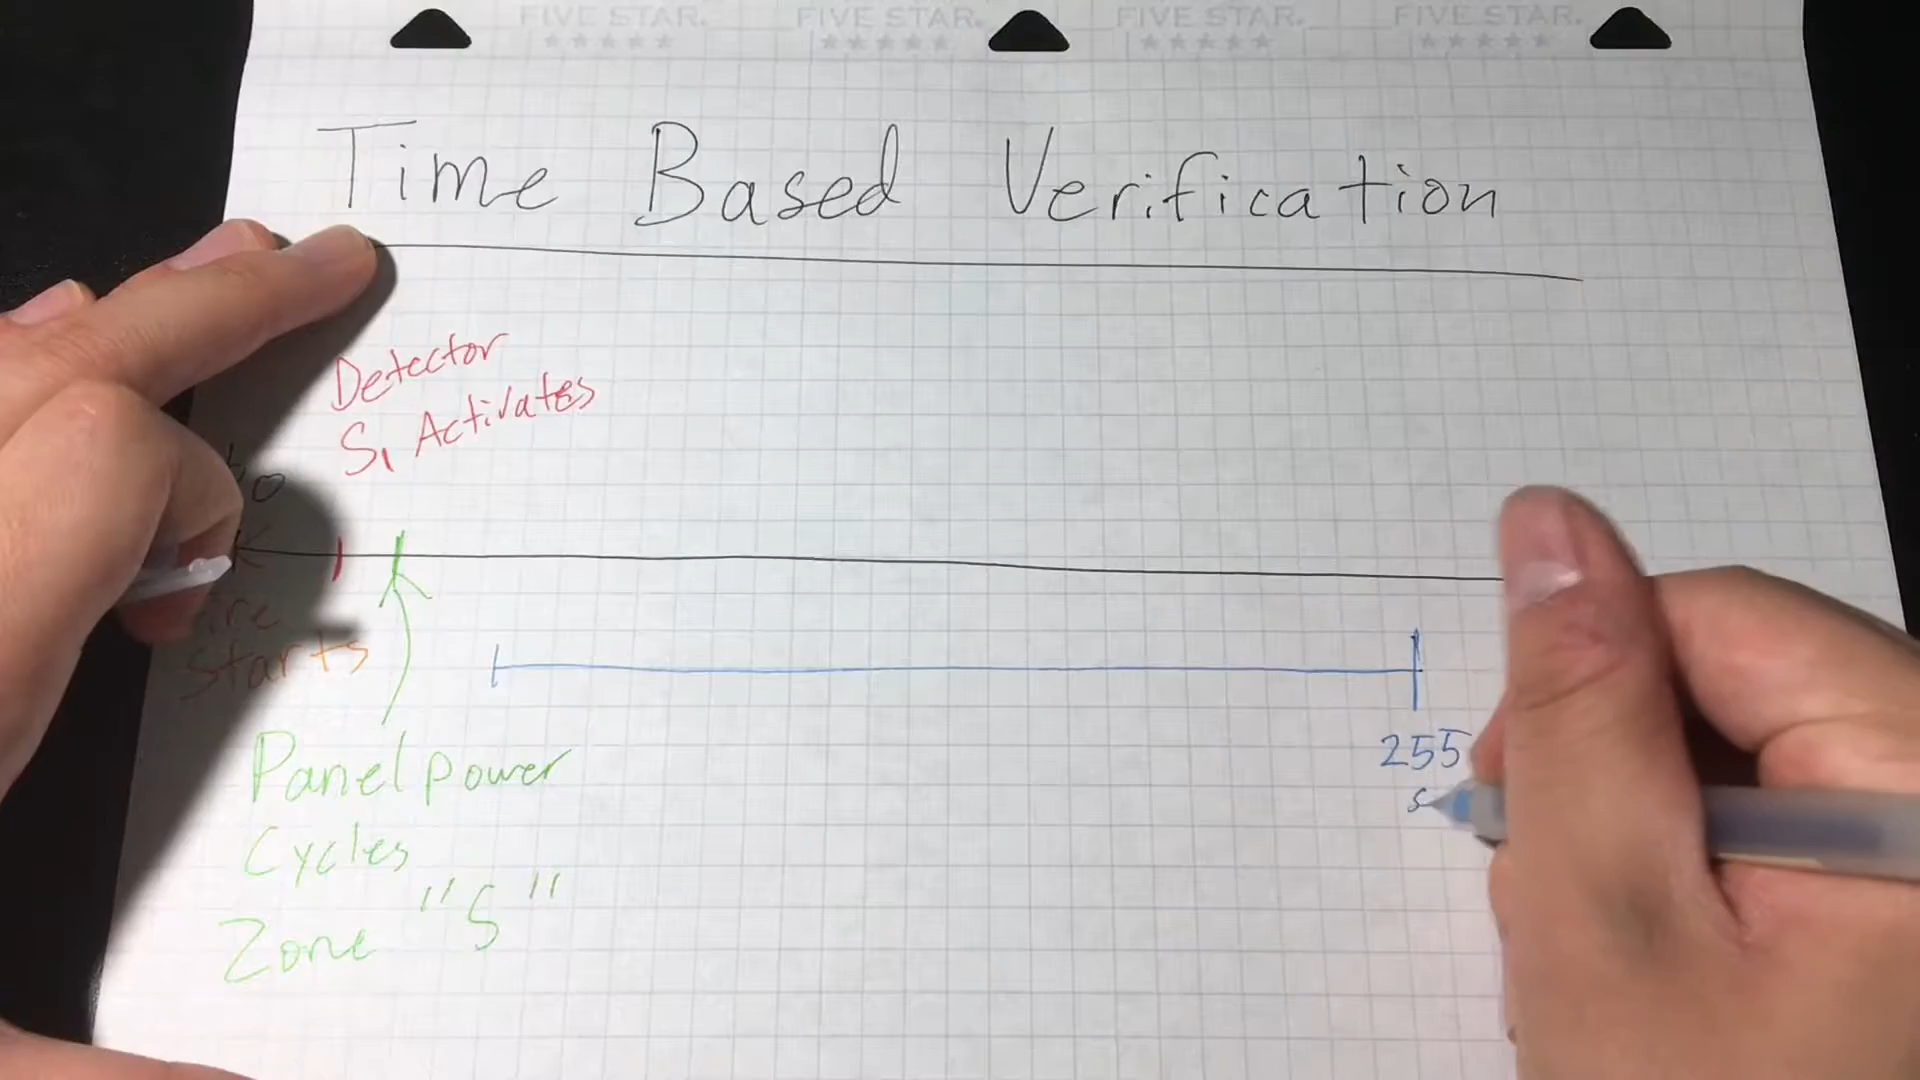 FIVE STAR. FIVE STAR. FIVE STAR. FIVE STAR.
Time Based Verification
Detector
S1 Activates
starts
255
s
Panel power
Cycles
Zone "S"